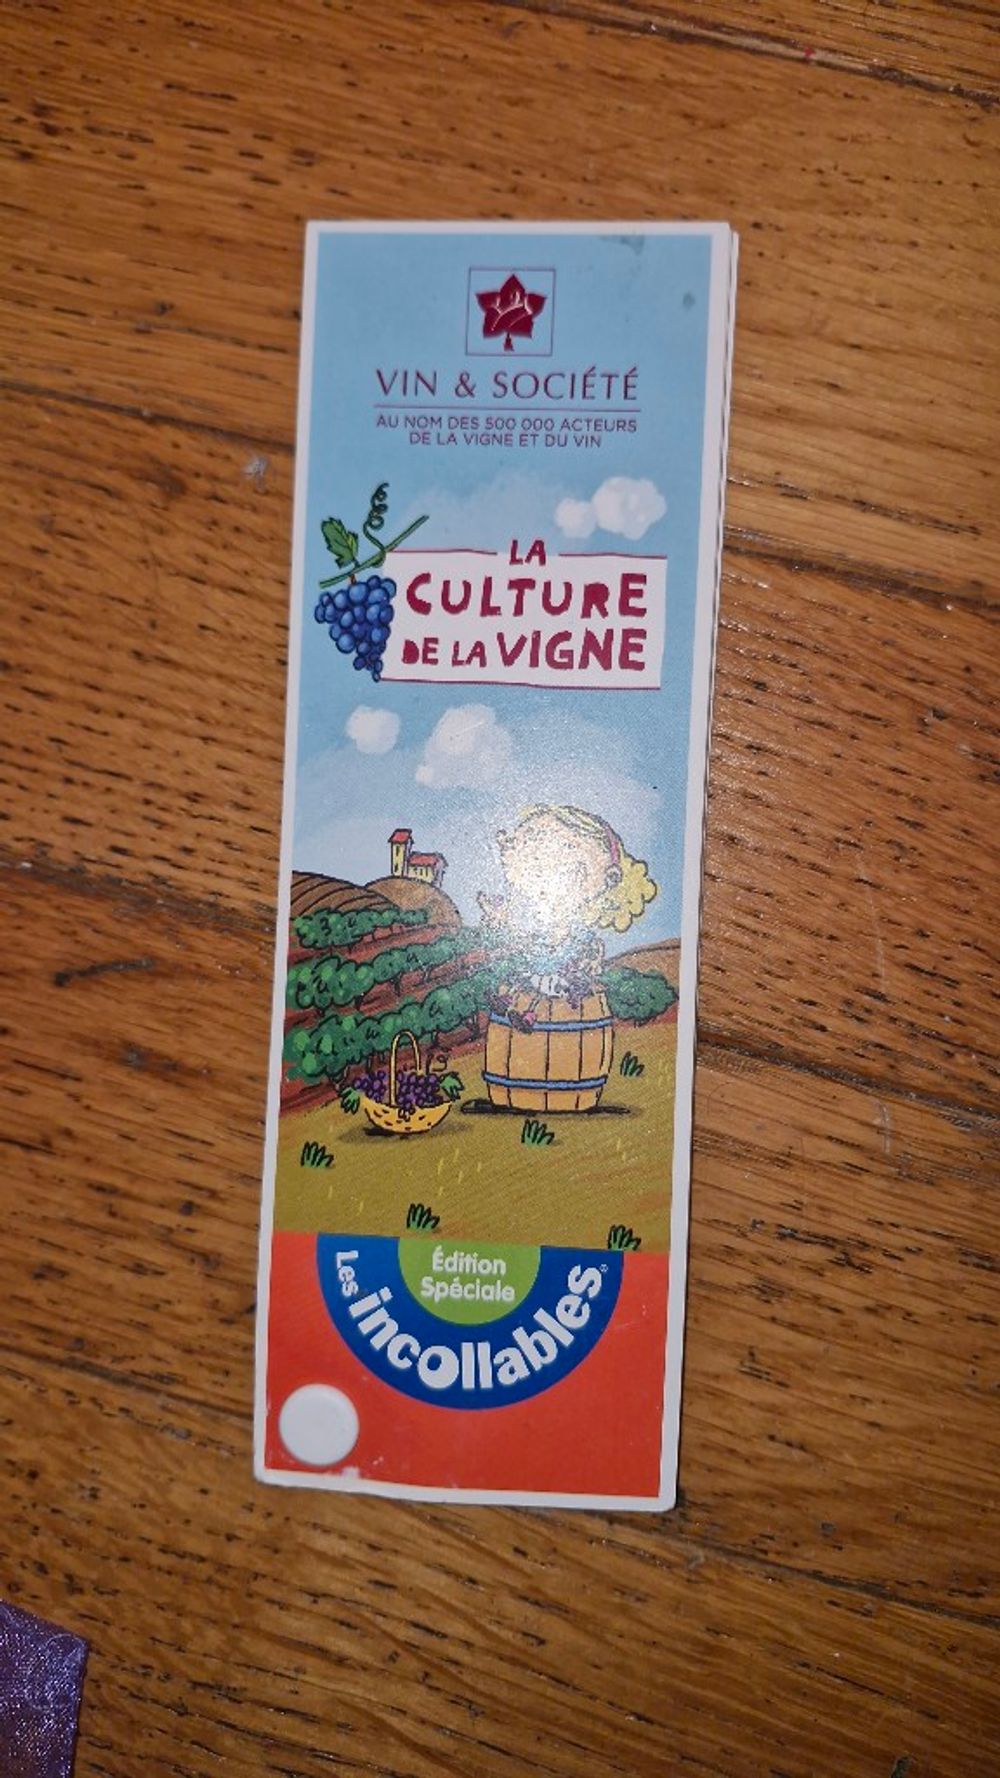 VIN & SOCIÉTÉ
AU NOM DES 500 000 ACTEURS
DE LA VIGNE ET DU VIN
LA
CULTURE
DE LA VIGNE
Édition
Spéciale
Les incollables®